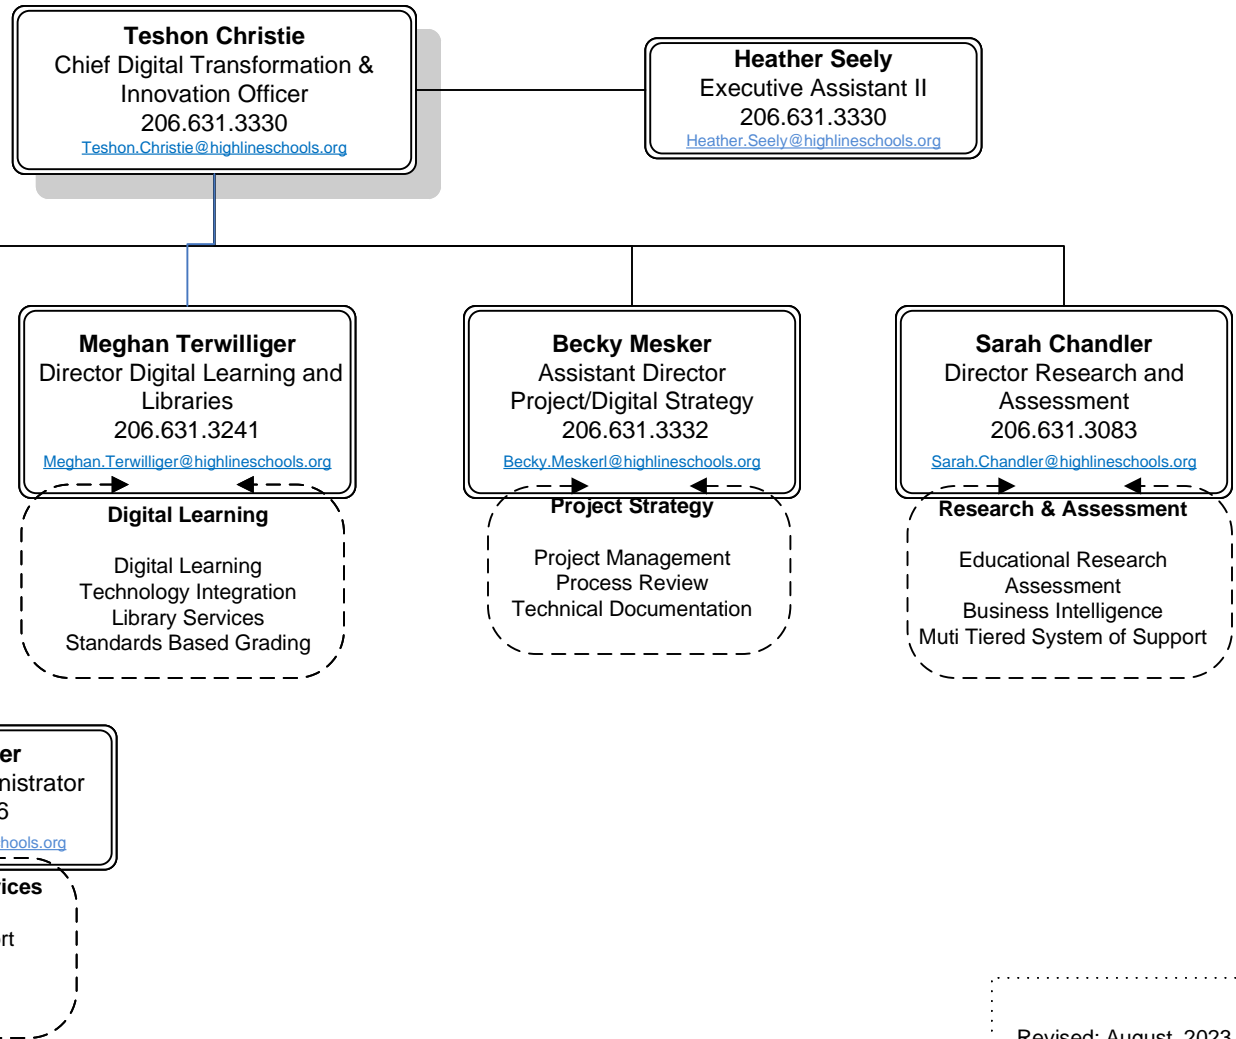 Teshon Christie
Chief Digital Transformation &
Innovation Officer
206.631.3330
Teshon.Christie@highlineschools.org
Heather Seely
Executive Assistant II
206.631.3330
Heather.Seely@highlineschools.org
Meghan Terwilliger
Director Digital Learning and
Libraries
206.631.3241
Meghan.Terwilliger@highlineschools.org
Digital Learning
Digital Learning
Technology Integration
Library Services
Standards Based Grading
Becky Mesker
Assistant Director
Project/Digital Strategy
206.631.3332
Becky.Meskerl@highlineschools.org
Project Strategy
Project Management
Process Review
Technical Documentation
Sarah Chandler
Director Research and
Assessment
206.631.3083
Sarah.Chandler@highlineschools.org
Research & Assessment
Educational Research
Assessment
Business Intelligence
Muti Tiered System of Support
er
nistrator
6
hools.org
ices
rt
Revised: August, 2023